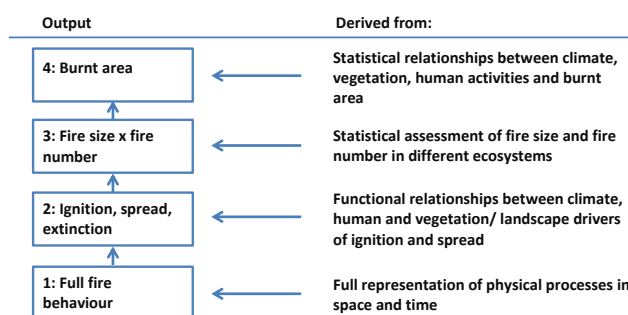 Output Derived from:
4: Burnt area
Statistical relationships between climate,
vegetation, human activities and burnt
area
3: Fire size x fire
number
Statistical assessment of fire size and fire
number in different ecosystems
2: Ignition, spread,
extinction
Functional relationships between climate,
human and vegetation/ landscape drivers
of ignition and spread
1: Full fire
behaviour
Full representation of physical processes in
space and time